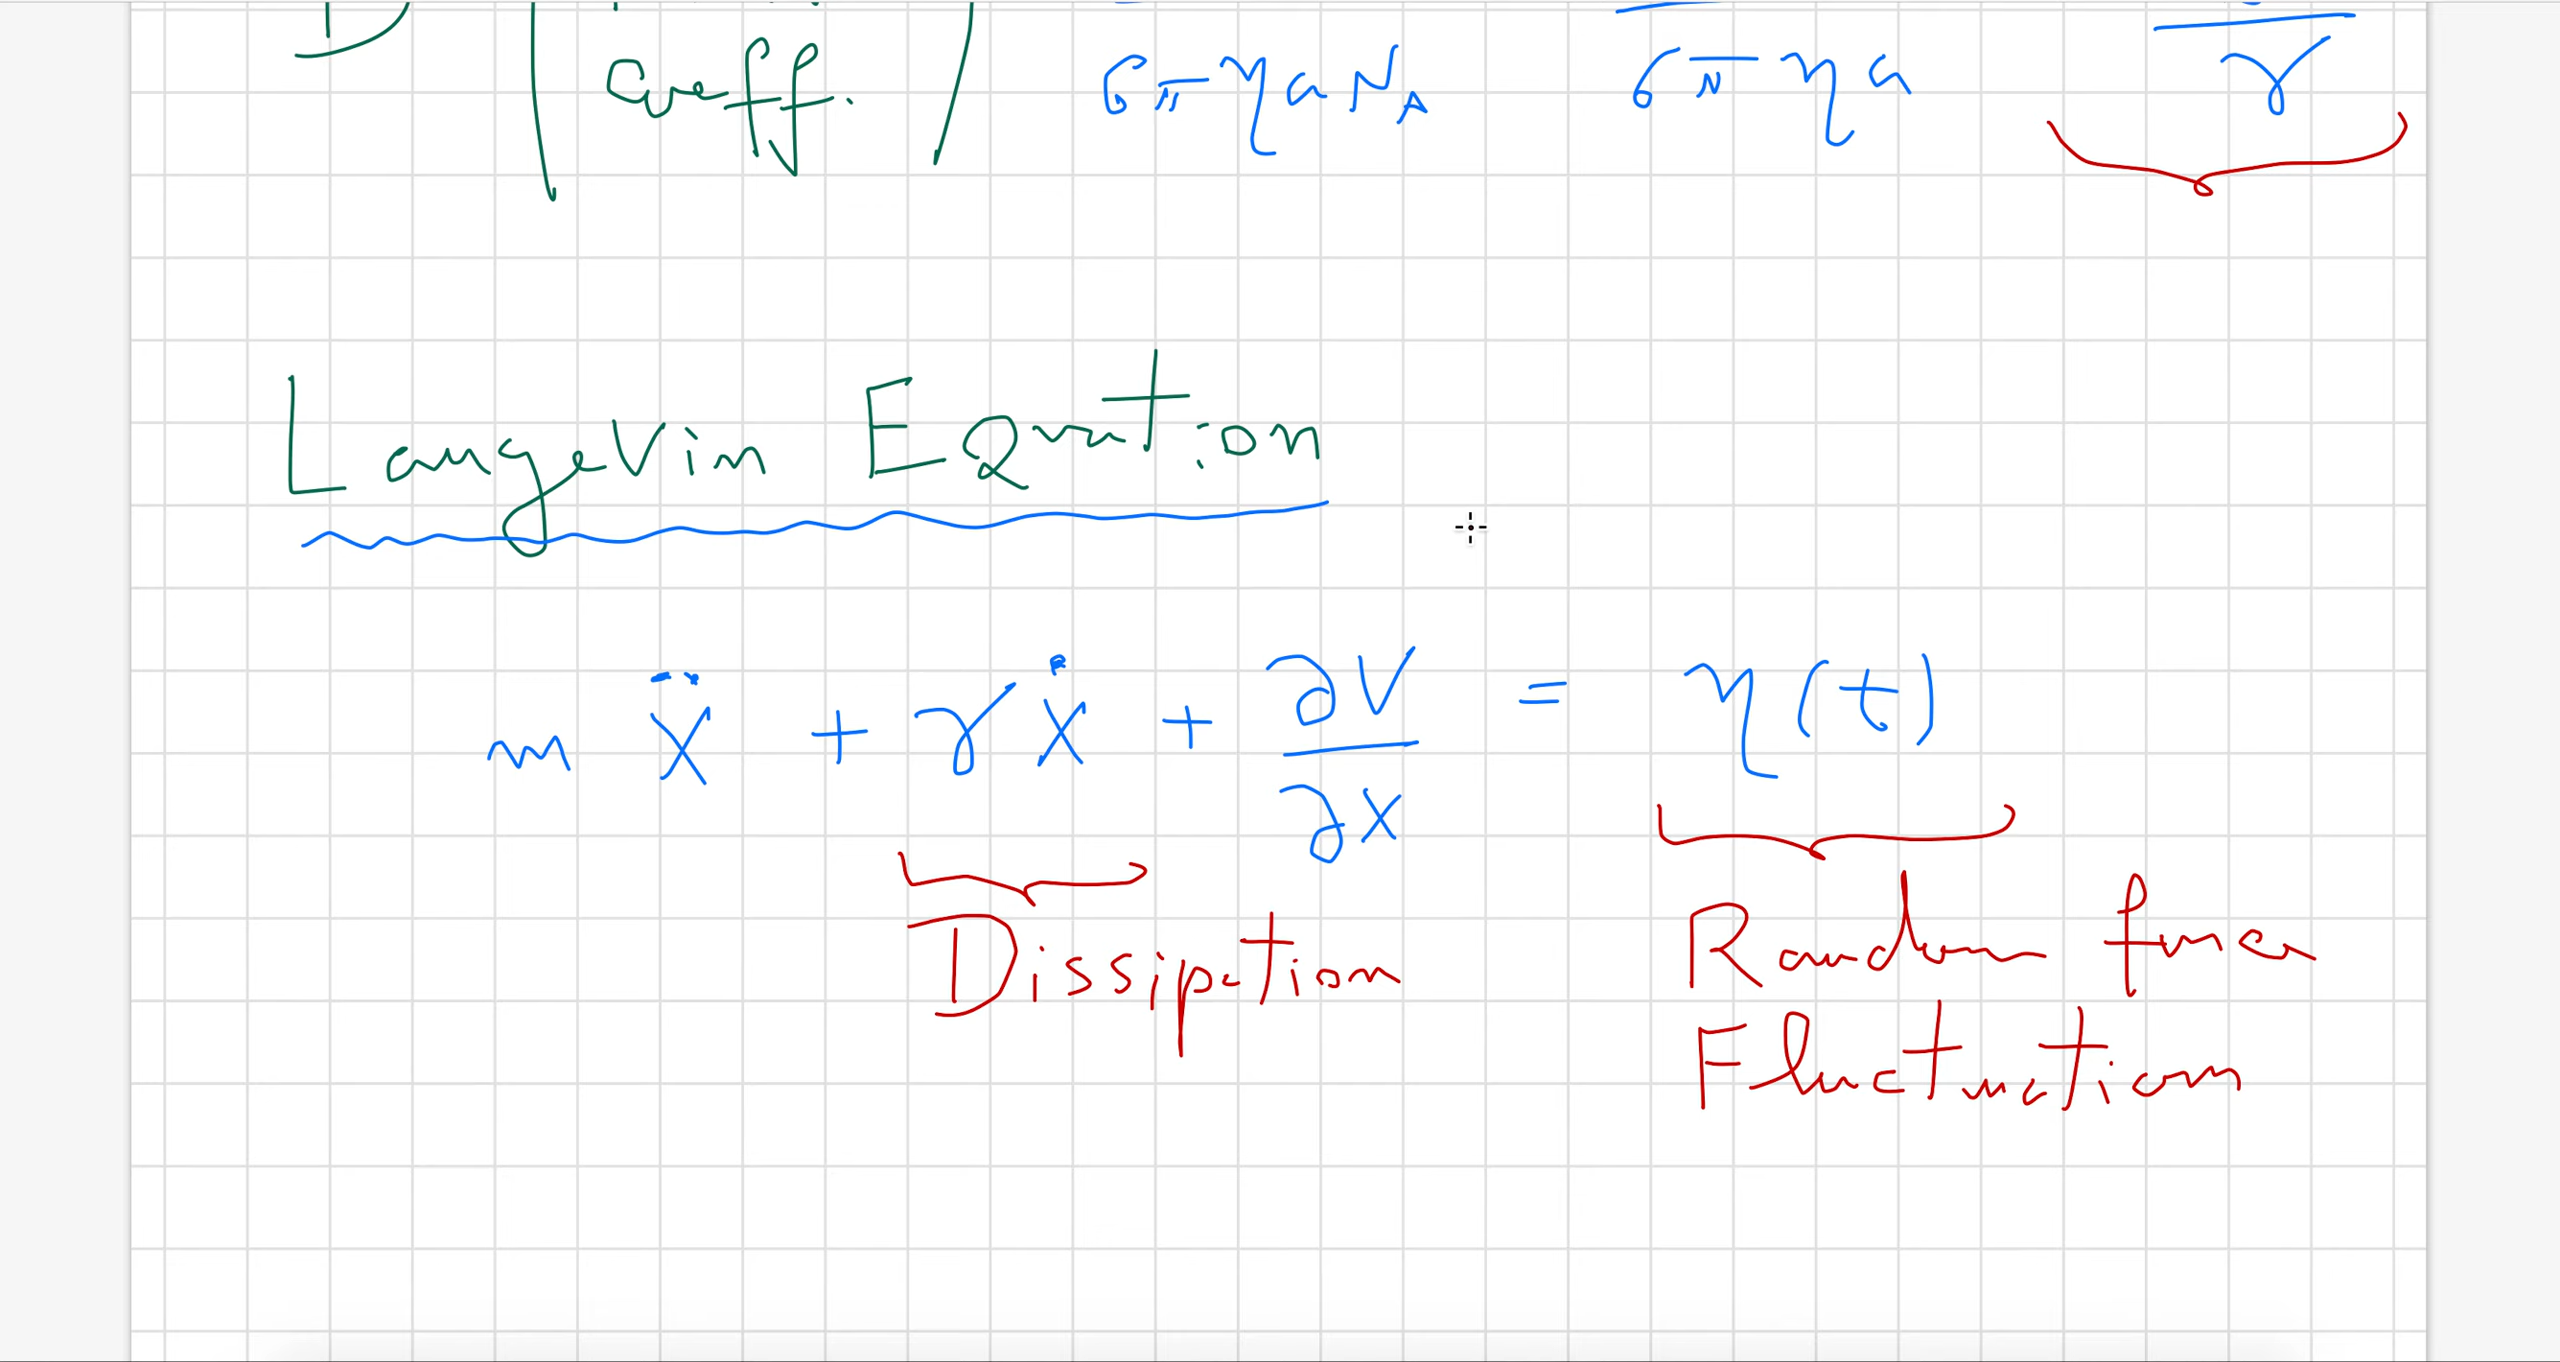 D ( Coeff. ) 6πηaN_A 6πηa γ
Langevin Equation
m ẍ + γ ẋ + ∂V/∂x = η(t)
Dissipation Random force
Fluctuation